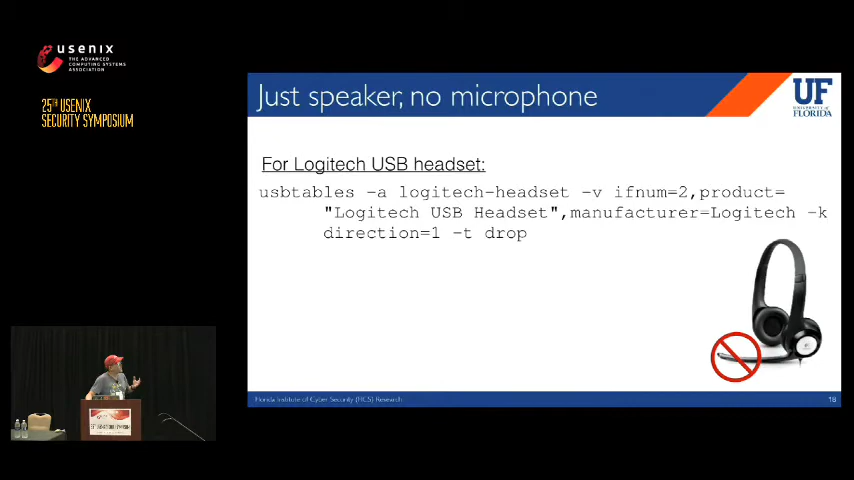 usenix
THE ADVANCED
COMPUTING SYSTEMS
ASSOCIATION
25TH USENIX
SECURITY SYMPOSIUM
Just speaker, no microphone
UF
UNIVERSITY of
FLORIDA
For Logitech USB headset:
usbtables -a logitech-headset -v ifnum=2,product=
"Logitech USB Headset",manufacturer=Logitech -k
direction=1 -t drop
Florida Institute of Cyber Security (FICS) Research
18